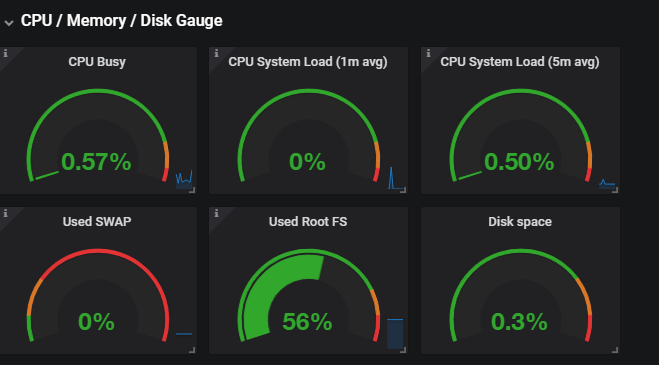 CPU / Memory / Disk Gauge
CPU Busy
0.57%
CPU System Load (1m avg)
0%
CPU System Load (5m avg)
0.50%
Used SWAP
0%
Used Root FS
56%
Disk space
0.3%